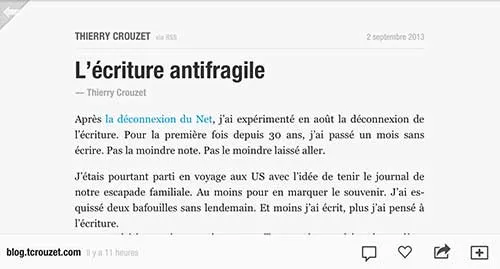 THIERRY CROUZET via RSS 2 septembre 2013
L'écriture antifragile
— Thierry Crouzet
Après la déconnexion du Net, j'ai expérimenté en août la déconnexion de
l'écriture. Pour la première fois depuis 30 ans, j'ai passé un mois sans
écrire. Pas la moindre note. Pas le moindre laissé aller.
J'étais pourtant parti en voyage aux US avec l'idée de tenir le journal de
notre escapade familiale. Au moins pour en marquer le souvenir. J'ai es-
quissé deux bafouilles sans lendemain. Et moins j'ai écrit, plus j'ai pensé à
l'écriture.
blog.tcrouzet.com il y a 11 heures